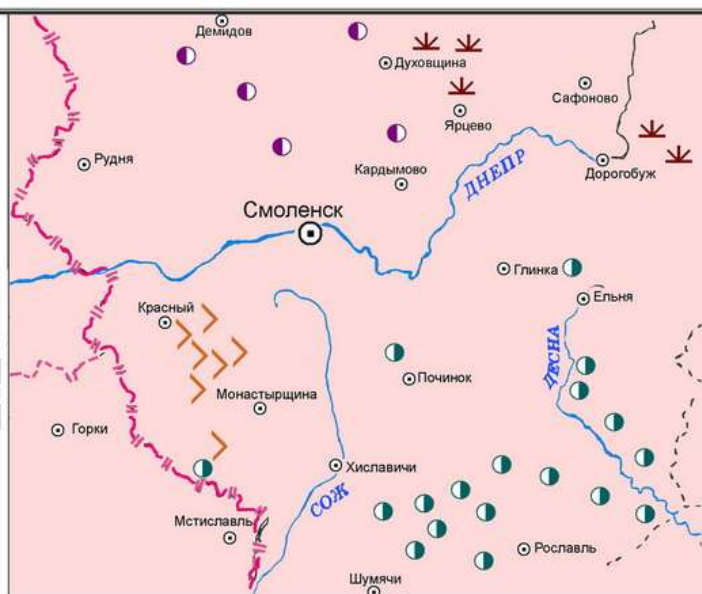 Демидов
Духовщина
Сафоново
Ярцево
Рудня
Кардымово
ДНЕПР
Дорогобуж
Смоленск
Глинка
Ельня
Красный
ДЕСНА
Починок
Монастырщина
Горки
Хиславичи
СОЖ
Мстиславль
Рославль
Шумячи